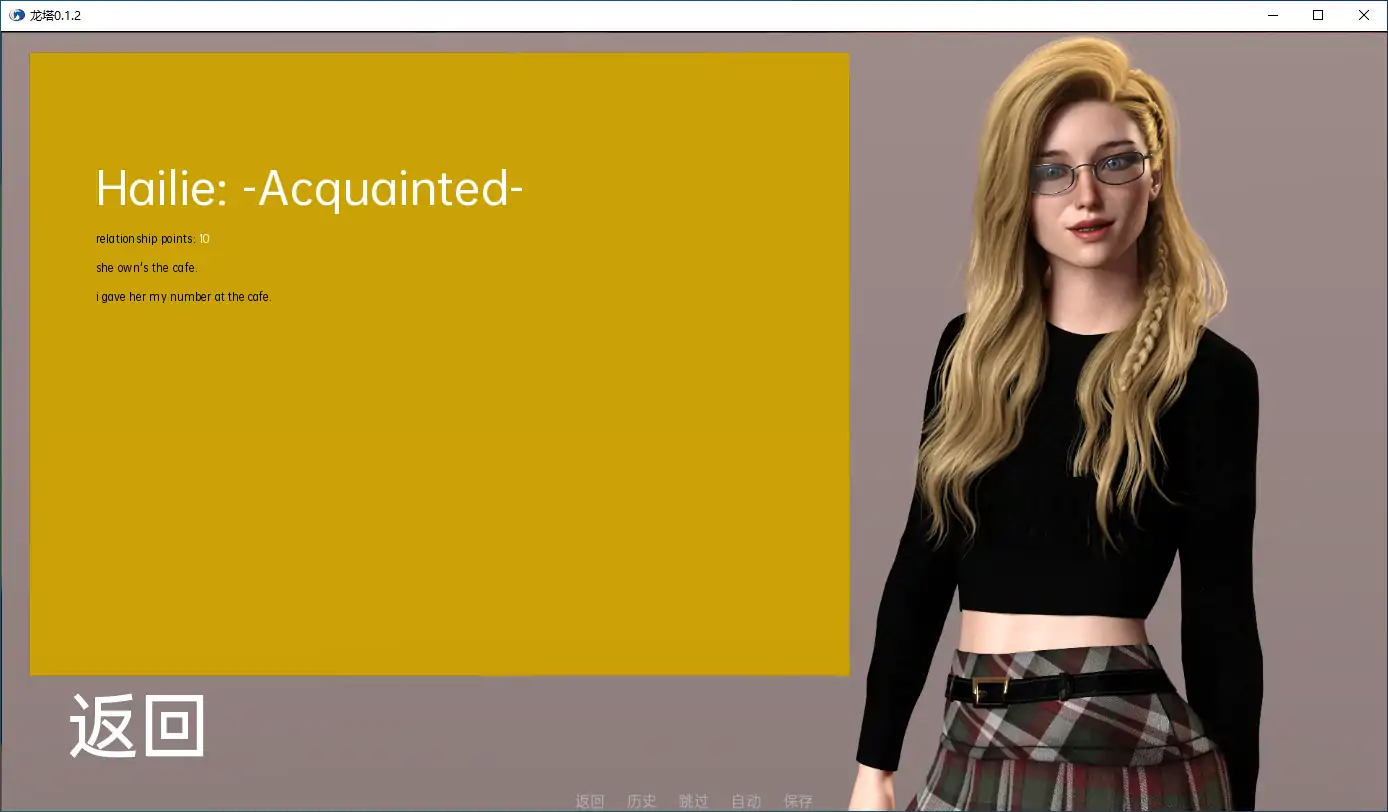 龙塔0.1.2
Hailie: -Acquainted-
relationship points: 10
she own's the cafe.
i gave her my number at the cafe.
返回
返回 历史 跳过 自动 保存